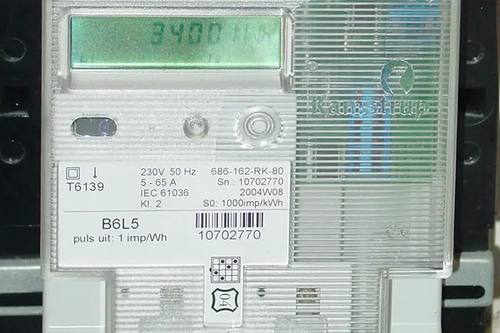 3400 kWh
kamstrup
230V 50 Hz 686-162-RK-80
T6139 5 - 65 A Sn.: 10702770
IEC 61036 2004W08
Kl. 2 S0: 1000imp/kWh
B6L5
puls uit: 1 imp/Wh 10702770
04